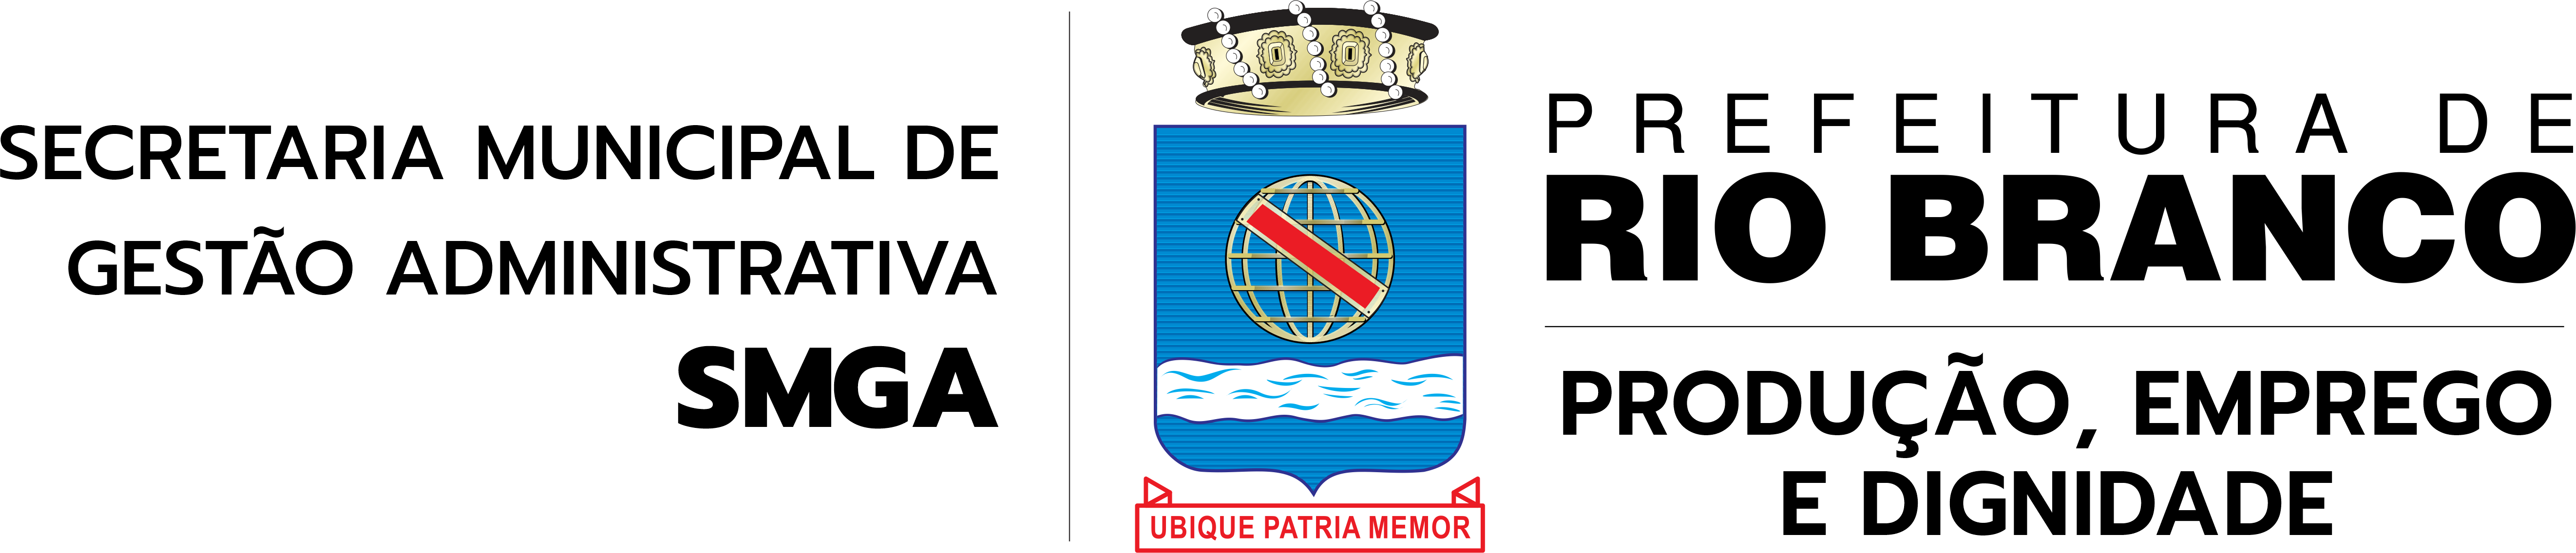 SECRETARIA MUNICIPAL DE
GESTÃO ADMINISTRATIVA
SMGA
UBIQUE PATRIA MEMOR
PREFEITURA DE
RIO BRANCO
PRODUÇÃO, EMPREGO
E DIGNIDADE